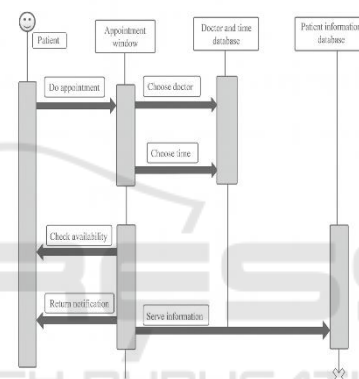 Patient
Appointment
window
Doctor and time
database
Patient information
database
Do appointment
Choose doctor
Choose time
Check availability
Return notification
Serve information